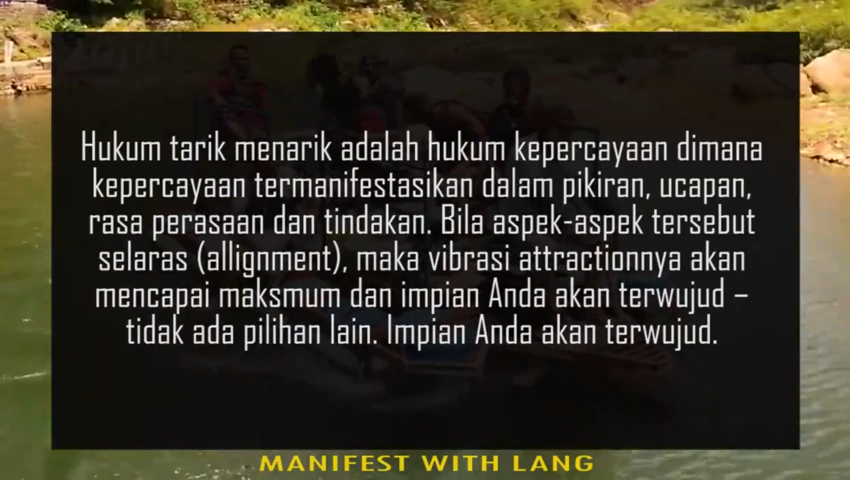 Hukum tarik menarik adalah hukum kepercayaan dimana
kepercayaan termanifestasikan dalam pikiran, ucapan,
rasa perasaan dan tindakan. Bila aspek-aspek tersebut
selaras (allignment), maka vibrasi attractionnya akan
mencapai maksmum dan impian Anda akan terwujud –
tidak ada pilihan lain. Impian Anda akan terwujud.
MANIFEST WITH LANG